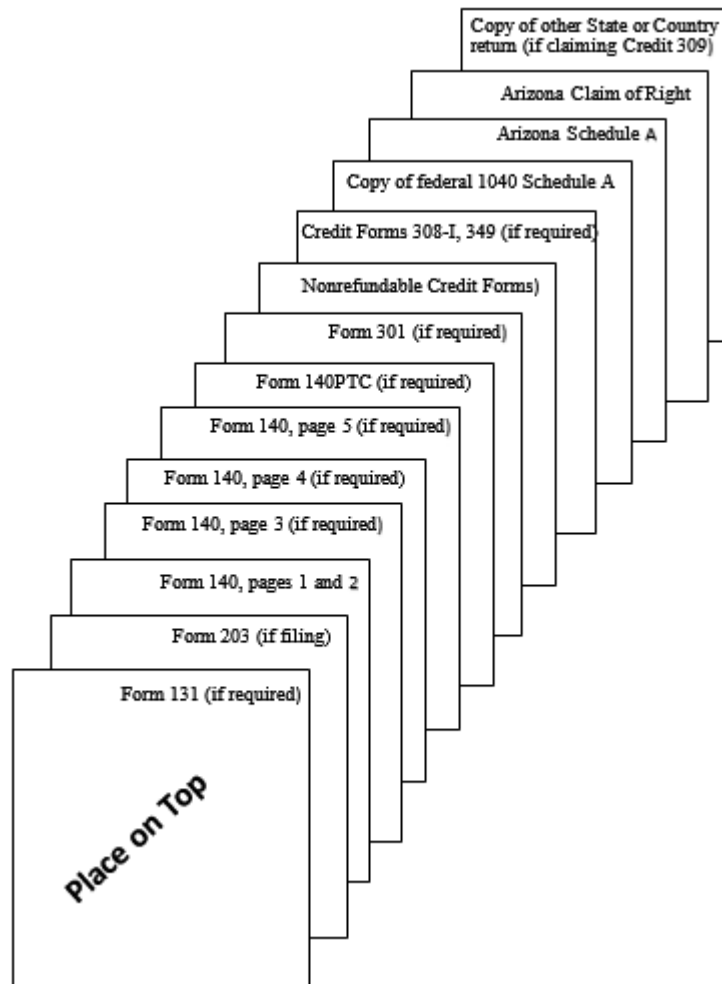 Copy of other State or Country
return (if claiming Credit 309)
Arizona Claim of Right
Arizona Schedule A
Copy of federal 1040 Schedule A
Credit Forms 308-I, 349 (if required)
Nonrefundable Credit Forms)
Form 301 (if required)
Form 140PTC (if required)
Form 140, page 5 (if required)
Form 140, page 4 (if required)
Form 140, page 3 (if required)
Form 140, pages 1 and 2
Form 203 (if filing)
Form 131 (if required)
Place on Top